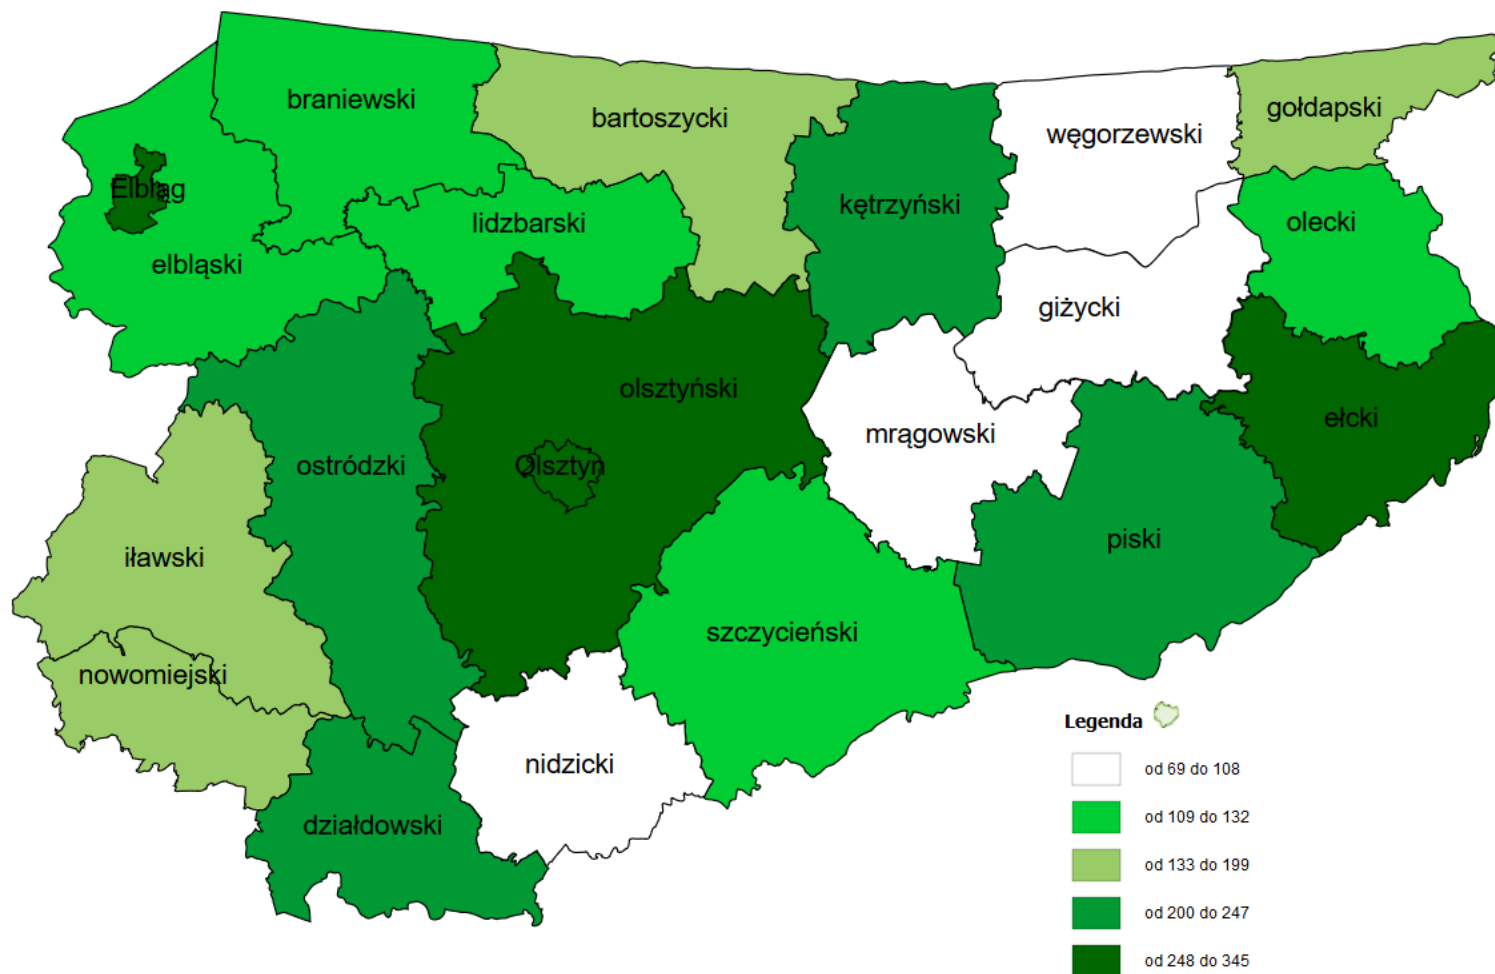 braniewski
bartoszycki
gołdapski
węgorzewski
Elbląg
kętrzyński
lidzbarski
olecki
elbląski
giżycki
olsztyński
ełcki
mrągowski
ostródzki
Olsztyn
piski
iławski
szczycieński
nowomiejski
nidzicki
działdowski
Legenda
od 69 do 108
od 109 do 132
od 133 do 199
od 200 do 247
od 248 do 345